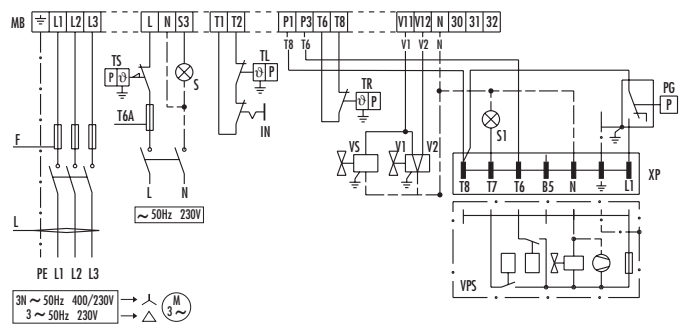 MB L1 L2 L3 L N S3 T1 T2 P1 P3 T6 T8 V11 V12 N 30 31 32
T8 T6 V1 V2 N
TS
P ϑ
S
TL
ϑ P
TR
ϑ P
PG
P
T6A
IN
F
S1
VS V1 V2
XP
T8 T7 T6 B5 N L1
L N
~ 50Hz 230V
L
VPS
PE L1 L2 L3
3N ~ 50Hz 400/230V
3 ~ 50Hz 230V
M
3~